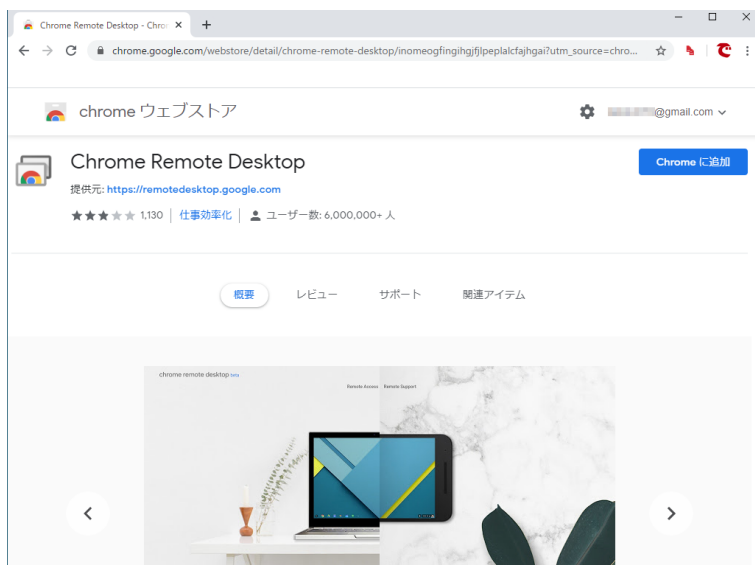 Chrome Remote Desktop - Chro
chrome.google.com/webstore/detail/chrome-remote-desktop/inomeogfingihgjfjlpeplalcfajhgai?utm_source=chro...
chrome ウェブストア
@gmail.com
Chrome Remote Desktop
Chrome に追加
提供元: https://remotedesktop.google.com
1,130 | 仕事効率化 | ユーザー数: 6,000,000+ 人
概要 レビュー サポート 関連アイテム
chrome remote desktop beta
Remote Access Remote Support